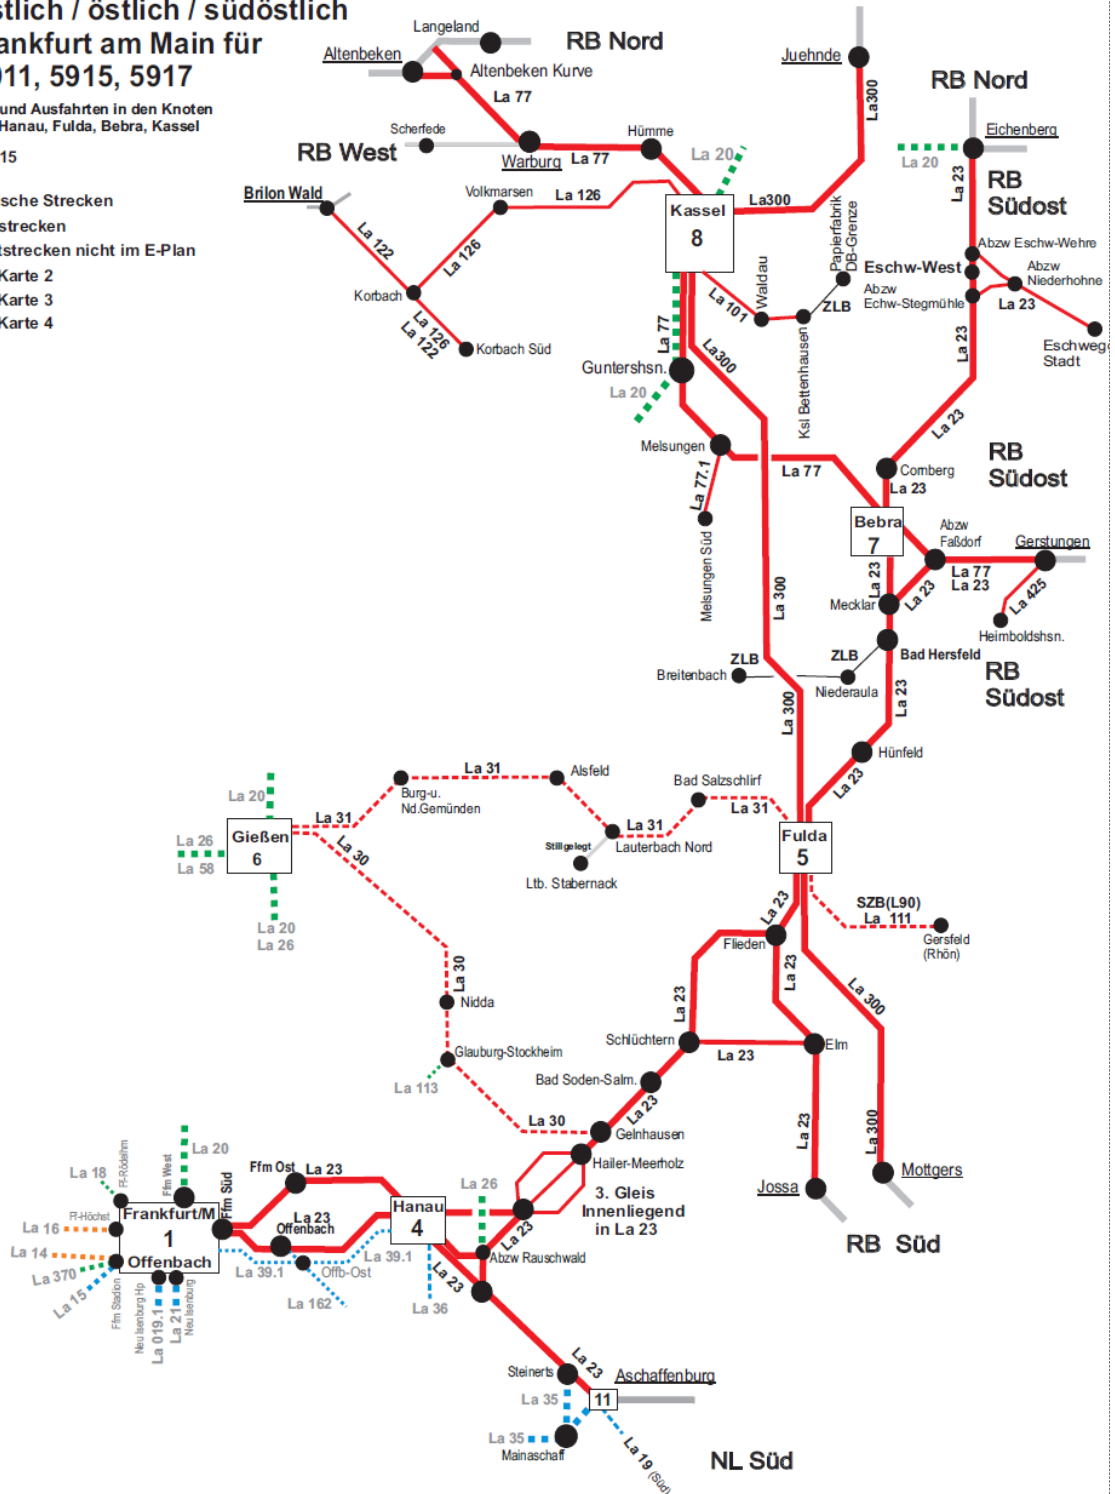 stlich / östlich / südöstlich
ankfurt am Main für
911, 5915, 5917
und Ausfahrten in den Knoten
Hanau, Fulda, Bebra, Kassel
15
sche Strecken
strecken
tstrecken nicht im E-Plan
Karte 2
Karte 3
Karte 4
Langeland
RB Nord
Altenbeken
Altenbeken Kurve
La 77
Juehnde
La300
RB Nord
Scherfede
RB West
Warburg
La 77
Hümme
La 20
La 20
Eichenberg
La 23
RB
Südost
Brilon Wald
Volkmarsen
La 126
Kassel
8
La300
La 122
La 126
Korbach
La 126
La 122
Korbach Süd
La 101
Waldau
Papierfabrik
DB-Grenze
ZLB
Ksl Bettenhausen
Abzw Eschw-Wehre
Eschw-West
Abzw
Niederhohne
Abzw
Echw-Stegmühle
La 23
La 23
Eschweg
Stadt
La 77
La300
Guntershsn.
La 20
La 23
Melsungen
La 77
La 77.1
Melsungen Süd
Cornberg
La 23
RB
Südost
Bebra
7
Abzw
Faßdorf
Gerstungen
La 77
La 23
La 23
La 23
La 425
Mecklar
Heimboldshsn.
La 300
ZLB
ZLB
Bad Hersfeld
Breitenbach
Niederaula
RB
Südost
La 300
La 23
Hünfeld
La 23
La 20
La 31
Burg-u.
Nd.Gemünden
Alsfeld
Bad Salzschlirf
La 31
La 26
La 58
Gießen
6
La 31
La 30
La 31
Lauterbach Nord
Stillgelegt
Ltb. Stabernack
Fulda
5
La 20
La 26
La 23
SZB(L90)
La 111
Gersfeld
(Rhön)
Flieden
La 30
La 23
La 23
La 300
Nidda
Schlüchtern
La 23
Elm
Glauburg-Stockheim
La 113
Bad Soden-Salm.
La 23
La 30
Gelnhausen
La 23
La 300
Hailer-Meerholz
Jossa
Mottgers
RB Süd
La 20
La 18
Ff-Rödelhm
Ffm West
Ffm Süd
Ffm Ost
La 23
La 26
3. Gleis
Innenliegend
in La 23
La 16
Ff-Höchst
Frankfurt/M
1
Offenbach
La 23
Offenbach
Hanau
4
La 23
Abzw Rauschwald
La 14
La 370
La 15
Ffm Stadion
Neu Isenburg Hp
La 019.1
La 21
Neu Isenburg
La 39.1
Offb-Ost
La 39.1
La 162
La 36
La 23
Steinerts
La 23
Aschaffenburg
11
La 35
La 35
Mainaschaff
La 19 (Süd)
NL Süd